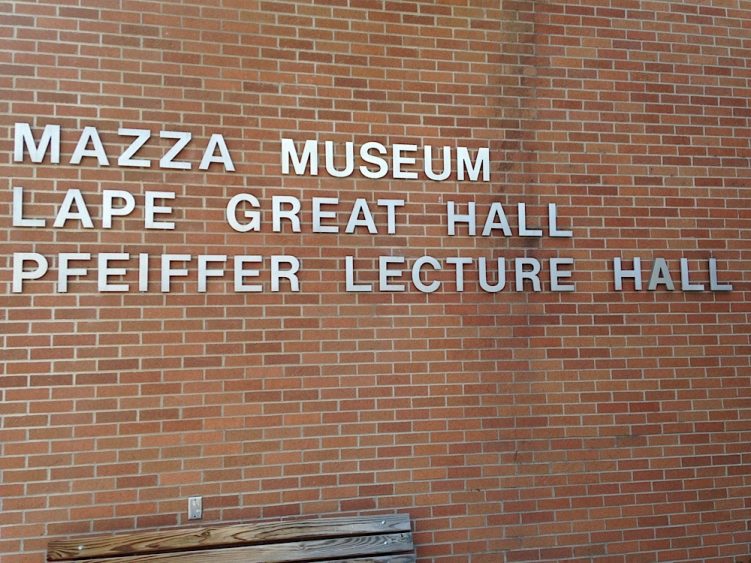 MAZZA MUSEUM
LAPE GREAT HALL
PFEIFFER LECTURE HALL